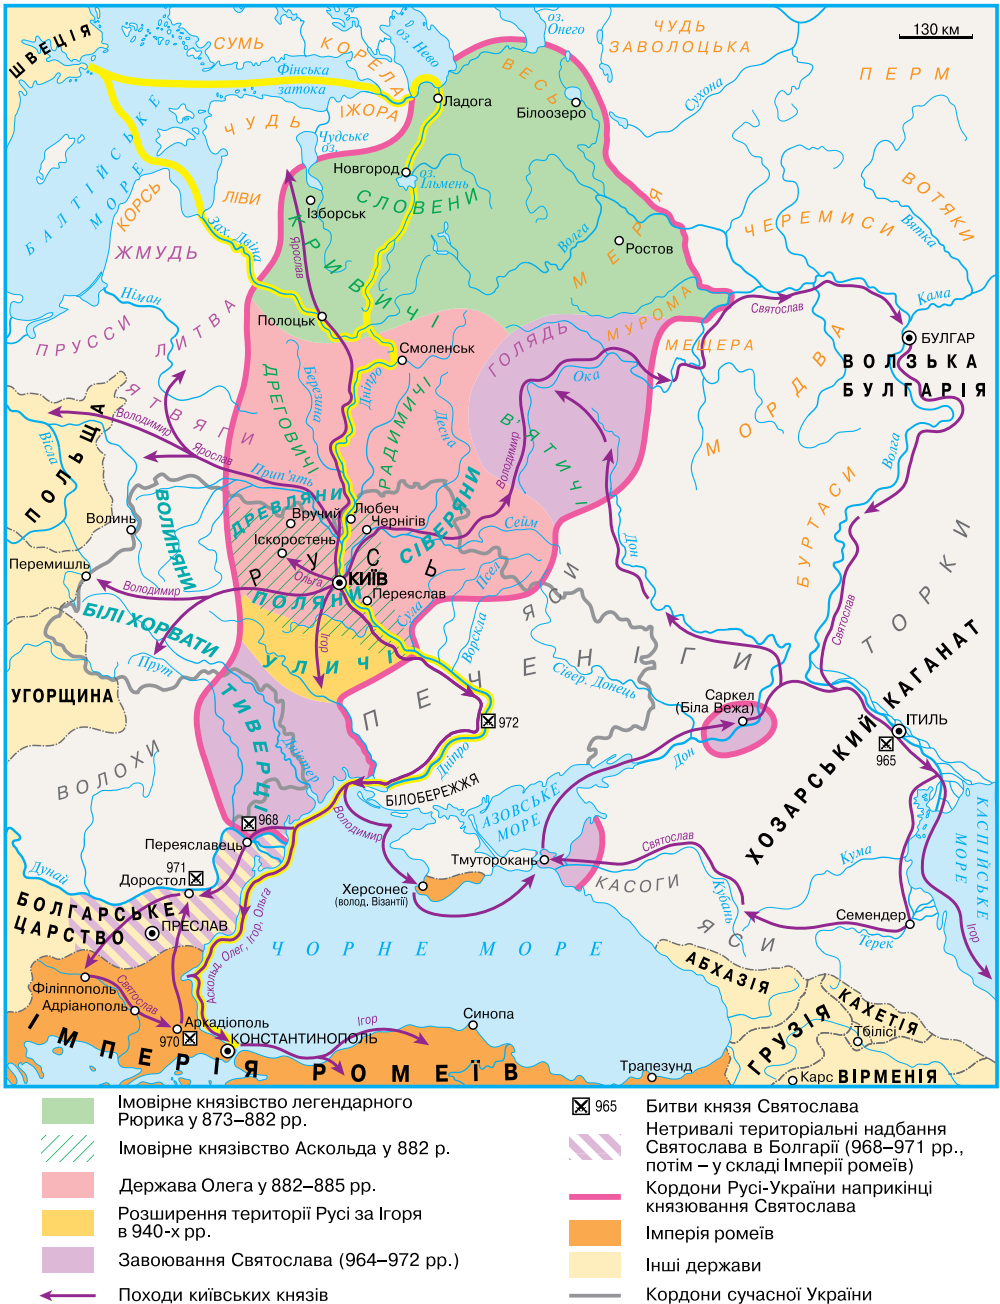 ШВЕЦІЯ
СУМЬ
КОРЕЛА
оз. Нево
оз.
Онего
ЧУДЬ
ЗАВОЛОЦЬКА
130 км
Фінська
затока
ВЕСЬ
ПЕРМ
Ладога
Сухона
Білоозеро
ІЖОРА
ЧУДЬ
Чудське
оз.
БАЛТІЙСЬКЕ
МОРЕ
Новгород
оз.
Ільмень
КОРСЬ
ЛІВИ
СЛОВЕНИ
Ізборськ
ВОТЯКИ
Вятка
ЧЕРЕМИСИ
Зах. Двіна
КРИВИЧІ
Ярослав
Волга
Ростов
МЕРЯ
ЖМУДЬ
Німан
ЛИТВА
ПРУССИ
Полоцьк
МУРОМА
Святослав
Кама
БУЛГАР
ВОЛЗЬКА
БУЛГАРІЯ
Смоленськ
ГОЛЯДЬ
МЕЩЕРА
Ока
МОРДВА
ЯТВЯГИ
ДРЕГОВИЧІ
Березина
Дніпро
РАДИМИЧІ
Десна
ВЯТИЧІ
Володимир
Володимир
Ярослав
ПОЛЬЩА
Вісла
Волга
Прип'ять
БУРТАСИ
ВОЛИНЯНИ
Волинь
ДРЕВЛЯНИ
Вручий
Любеч
Чернігів
СІВЕРЯНИ
Сейм
Іскоростень
РУСЬ
Дон
ТОРКИ
Перемишль
Володимир
Ольга
КИЇВ
ПОЛЯНИ
Переяслав
Псел
Сула
ЯСИ
БІЛІ ХОРВАТИ
Ворскла
Святослав
Прут
УЛИЧІ
Ігор
ПЕЧЕНІГИ
Сівер. Донець
УГОРЩИНА
Саркел
(Біла Вежа)
ТИВЕРЦІ
Дністер
972
ІТИЛЬ
965
ХОЗАРСЬКИЙ КАГАНАТ
Дніпро
Дон
ВОЛОХИ
БІЛОБЕРЕЖЖЯ
АЗОВСЬКЕ
МОРЕ
КАСПІЙСЬКЕ
МОРЕ
968
Володимир
Переяславець
Святослав
Тмуторокань
Кума
Дунай
971
Доростол
Херсонес
(волод. Візантії)
КАСОГИ
Кубань
БОЛГАРСЬКЕ
ЦАРСТВО
ПРЕСЛАВ
Аскольд, Олег, Ігор, Ольга
Семендер
Терек
ЯСИ
Ігор
ЧОРНЕ МОРЕ
АБХАЗІЯ
Філіппополь
Святослав
Адріанополь
Аркадіополь
970
КОНСТАНТИНОПОЛЬ
Ігор
Синопа
КАХЕТІЯ
ГРУЗІЯ
Тбілісі
ІМПЕРІЯ РОМЕЇВ
Трапезунд
Карс
ВІРМЕНІЯ
Імовірне князівство легендарного
Рюрика у 873–882 рр.
Імовірне князівство Аскольда у 882 р.
Держава Олега у 882–885 рр.
Розширення території Русі за Ігоря
в 940-х рр.
Завоювання Святослава (964–972 рр.)
Походи київських князів
965
Битви князя Святослава
Нетривалі територіальні надбання
Святослава в Болгарії (968–971 рр.,
потім – у складі Імперії ромеїв)
Кордони Русі-України наприкінці
князювання Святослава
Імперія ромеїв
Інші держави
Кордони сучасної України